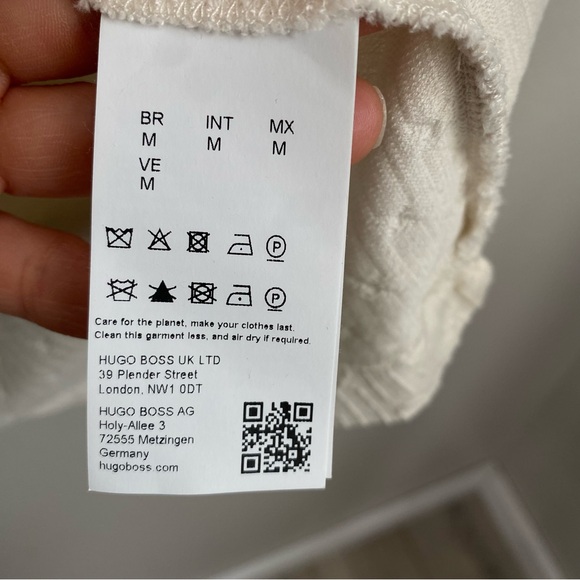 BR INT MX
M M M
VE
M
P
P
Care for the planet, make your clothes last.
Clean this garment less, and air dry if required.
HUGO BOSS UK LTD
39 Plender Street
London, NW1 0DT
HUGO BOSS AG
Holy-Allee 3
72555 Metzingen
Germany
hugoboss.com